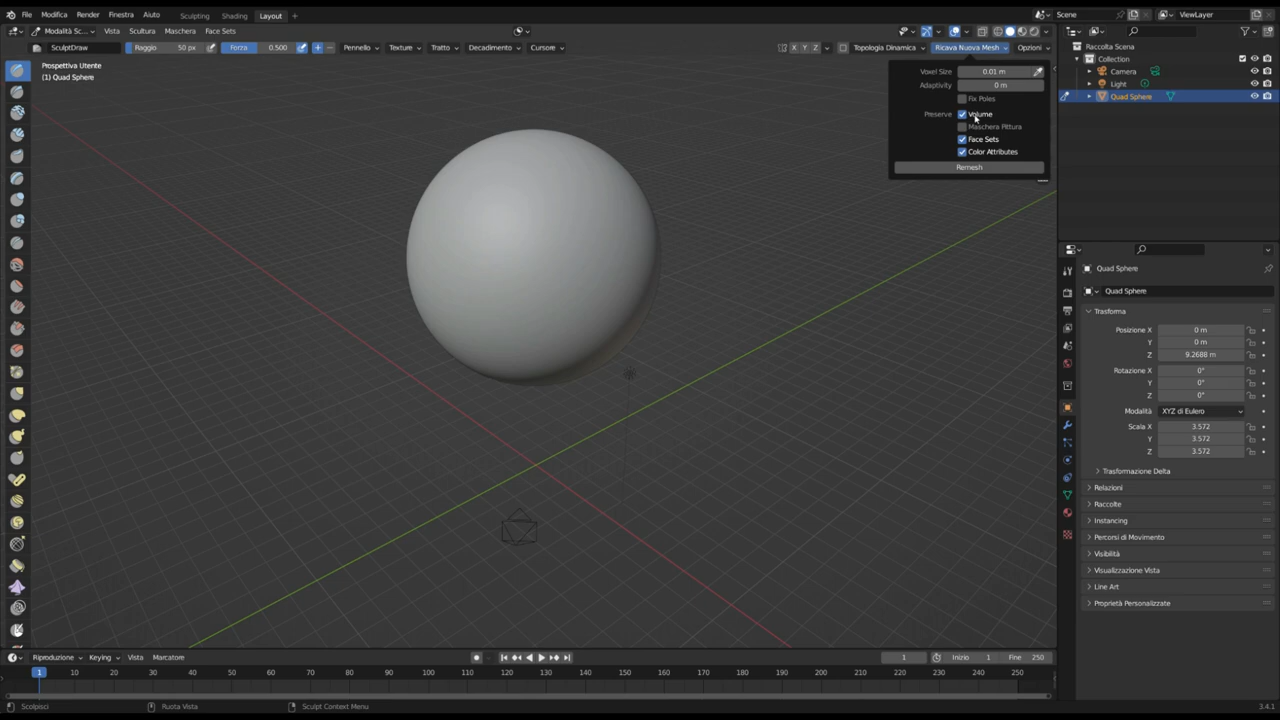 File Modifica Render Finestra Aiuto Sculpting Shading Layout + Scene ViewLayer
Modalità Sc... Vista Scultura Maschera Face Sets
SculptDraw Raggio 50 px Forza 0.500 Pennello Texture Tratto Decadimento Cursore X Y Z Topologia Dinamica Ricava Nuova Mesh Opzioni
Prospettiva Utente
(1) Quad Sphere
Voxel Size 0.01 m
Adaptivity 0 m
Fix Poles
Preserve Volume
Maschera Pittura
Face Sets
Color Attributes
Remesh
Raccolta Scena
Collection
Camera
Light
Quad Sphere
Quad Sphere
Quad Sphere
Trasforma
Posizione X 0 m
Y 0 m
Z 9.2688 m
Rotazione X 0°
Y 0°
Z 0°
Modalità XYZ di Eulero
Scala X 3.572
Y 3.572
Z 3.572
Trasformazione Delta
Relazioni
Raccolte
Instancing
Percorsi di Movimento
Visibilità
Visualizzazione Vista
Line Art
Proprietà Personalizzate
Riproduzione Keying Vista Marcatore 1 Inizio 1 Fine 250
1 10 20 30 40 50 60 70 80 90 100 110 120 130 140 150 160 170 180 190 200 210 220 230 240 250
Scolpisci Ruota Vista Sculpt Context Menu 3.4.1